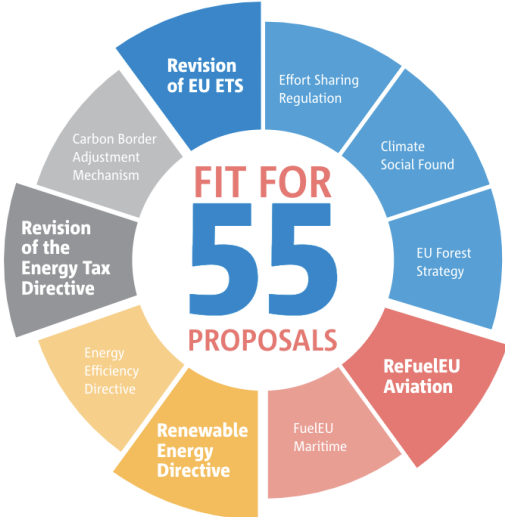 FIT FOR
55
PROPOSALS
Revision
of EU ETS
Effort Sharing
Regulation
Climate
Social Found
EU Forest
Strategy
ReFuelEU
Aviation
FuelEU
Maritime
Renewable
Energy
Directive
Energy
Efficiency
Directive
Revision
of the
Energy Tax
Directive
Carbon Border
Adjustment
Mechanism